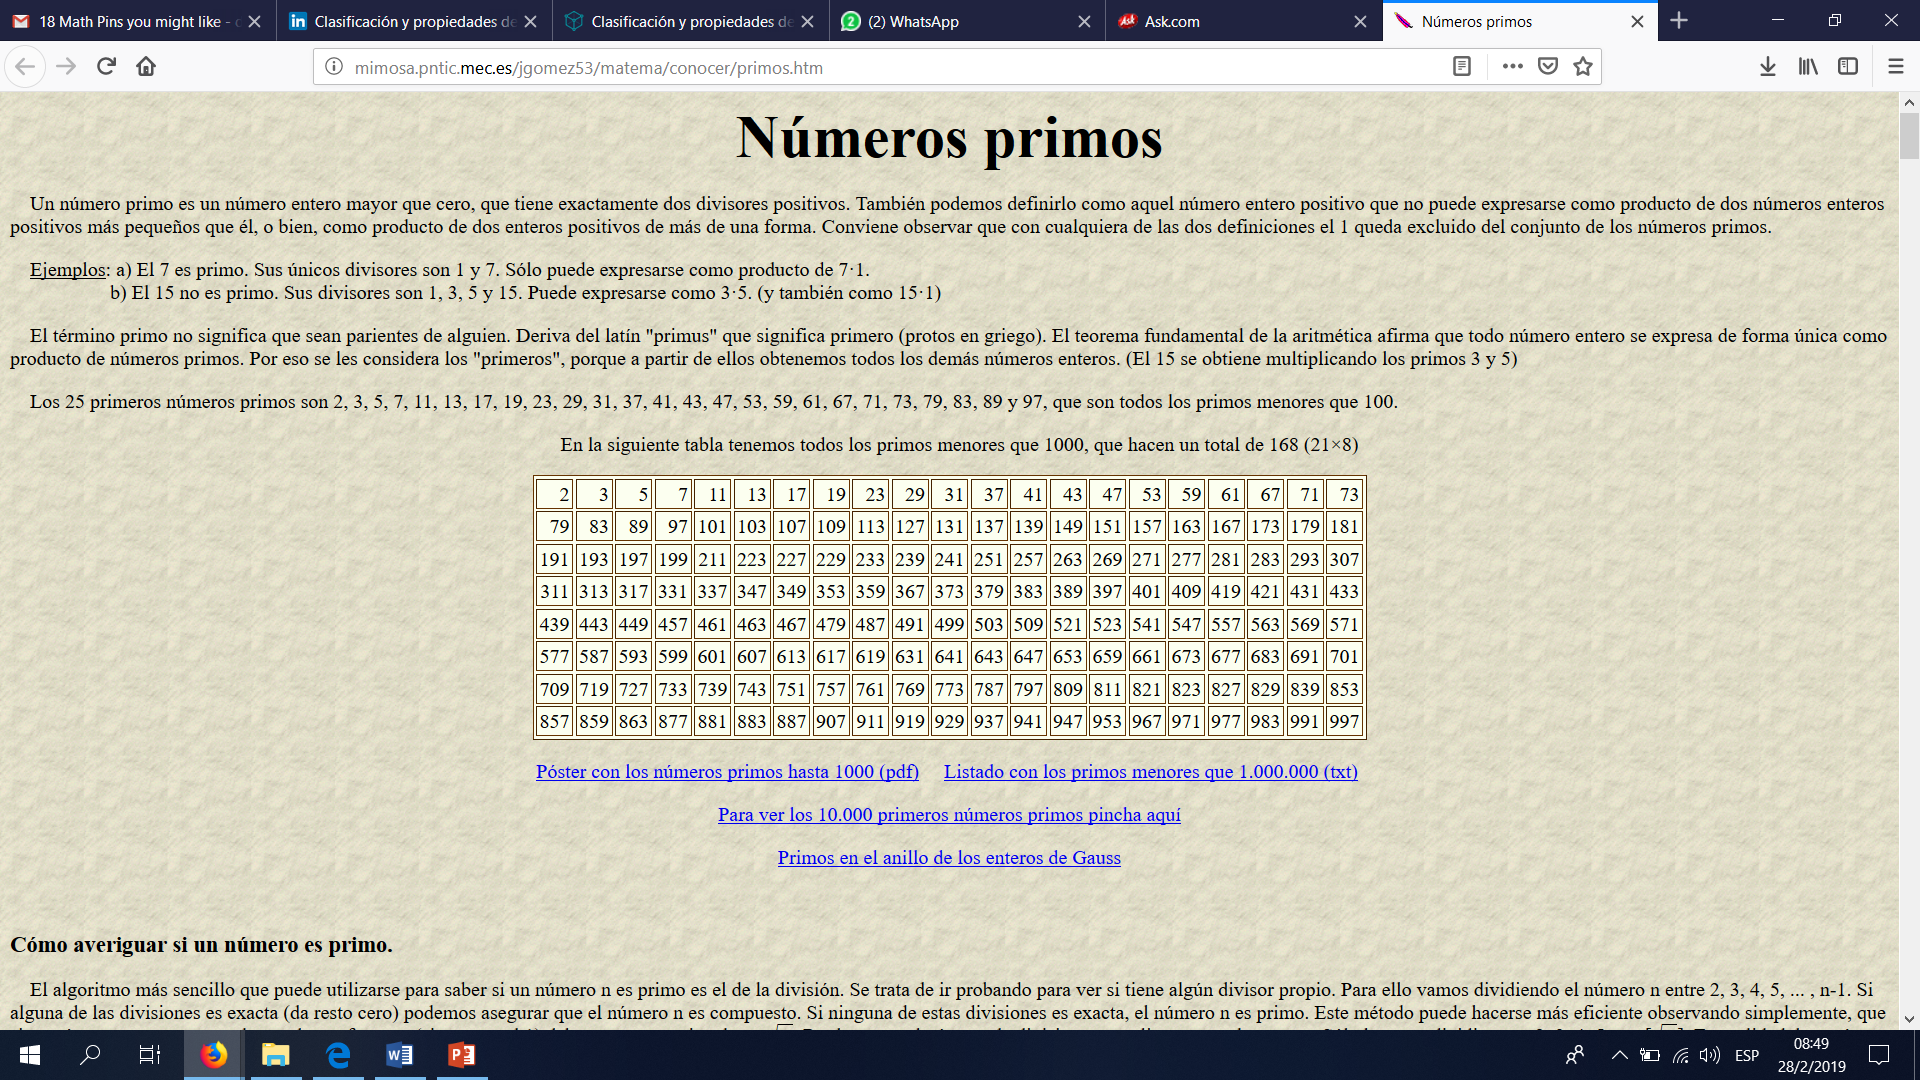 18 Math Pins you might like -
Clasificación y propiedades de
Clasificación y propiedades de
(2) WhatsApp
Ask.com
Números primos
mimosa.pntic.mec.es/jgomez53/matema/conocer/primos.htm
Números primos
Un número primo es un número entero mayor que cero, que tiene exactamente dos divisores positivos. También podemos definirlo como aquel número entero positivo que no puede expresarse como producto de dos números enteros
positivos más pequeños que él, o bien, como producto de dos enteros positivos de más de una forma. Conviene observar que con cualquiera de las dos definiciones el 1 queda excluido del conjunto de los números primos.
Ejemplos: a) El 7 es primo. Sus únicos divisores son 1 y 7. Sólo puede expresarse como producto de 7·1.
b) El 15 no es primo. Sus divisores son 1, 3, 5 y 15. Puede expresarse como 3·5. (y también como 15·1)
El término primo no significa que sean parientes de alguien. Deriva del latín "primus" que significa primero (protos en griego). El teorema fundamental de la aritmética afirma que todo número entero se expresa de forma única como
producto de números primos. Por eso se les considera los "primeros", porque a partir de ellos obtenemos todos los demás números enteros. (El 15 se obtiene multiplicando los primos 3 y 5)
Los 25 primeros números primos son 2, 3, 5, 7, 11, 13, 17, 19, 23, 29, 31, 37, 41, 43, 47, 53, 59, 61, 67, 71, 73, 79, 83, 89 y 97, que son todos los primos menores que 100.
En la siguiente tabla tenemos todos los primos menores que 1000, que hacen un total de 168 (21×8)
2 3 5 7 11 13 17 19 23 29 31 37 41 43 47 53 59 61 67 71 73
79 83 89 97 101 103 107 109 113 127 131 137 139 149 151 157 163 167 173 179 181
191 193 197 199 211 223 227 229 233 239 241 251 257 263 269 271 277 281 283 293 307
311 313 317 331 337 347 349 353 359 367 373 379 383 389 397 401 409 419 421 431 433
439 443 449 457 461 463 467 479 487 491 499 503 509 521 523 541 547 557 563 569 571
577 587 593 599 601 607 613 617 619 631 641 643 647 653 659 661 673 677 683 691 701
709 719 727 733 739 743 751 757 761 769 773 787 797 809 811 821 823 827 829 839 853
857 859 863 877 881 883 887 907 911 919 929 937 941 947 953 967 971 977 983 991 997
Póster con los números primos hasta 1000 (pdf) Listado con los primos menores que 1.000.000 (txt)
Para ver los 10.000 primeros números primos pincha aquí
Primos en el anillo de los enteros de Gauss
Cómo averiguar si un número es primo.
El algoritmo más sencillo que puede utilizarse para saber si un número n es primo es el de la división. Se trata de ir probando para ver si tiene algún divisor propio. Para ello vamos dividiendo el número n entre 2, 3, 4, 5, ... , n-1. Si
alguna de las divisiones es exacta (da resto cero) podemos asegurar que el número n es compuesto. Si ninguna de estas divisiones es exacta, el número n es primo. Este método puede hacerse más eficiente observando simplemente, que
ESP
08:49
28/2/2019